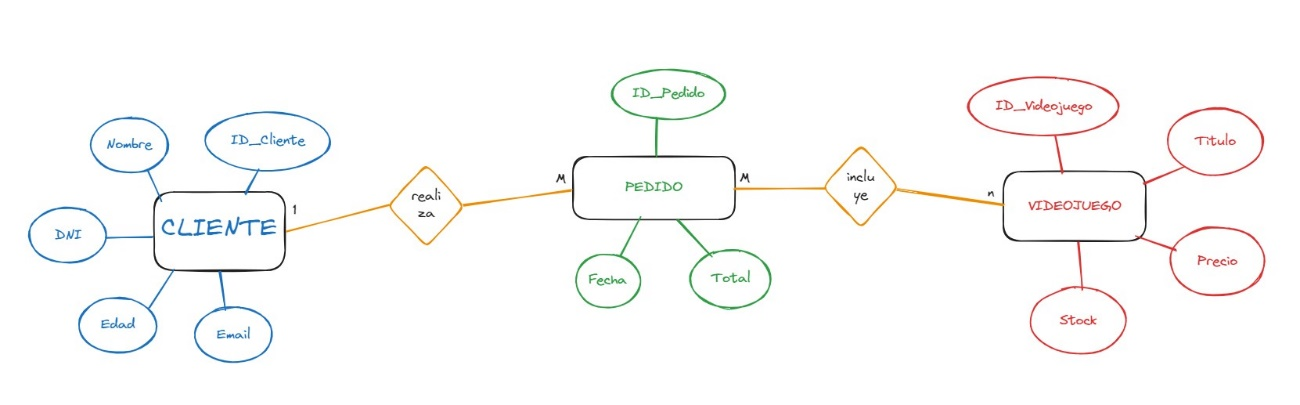 Nombre
ID_Cliente
DNI
CLIENTE
Edad
Email
1
reali
za
M
ID_Pedido
PEDIDO
Fecha
Total
M
inclu
ye
n
ID_Videojuego
Titulo
VIDEOJUEGO
Precio
Stock